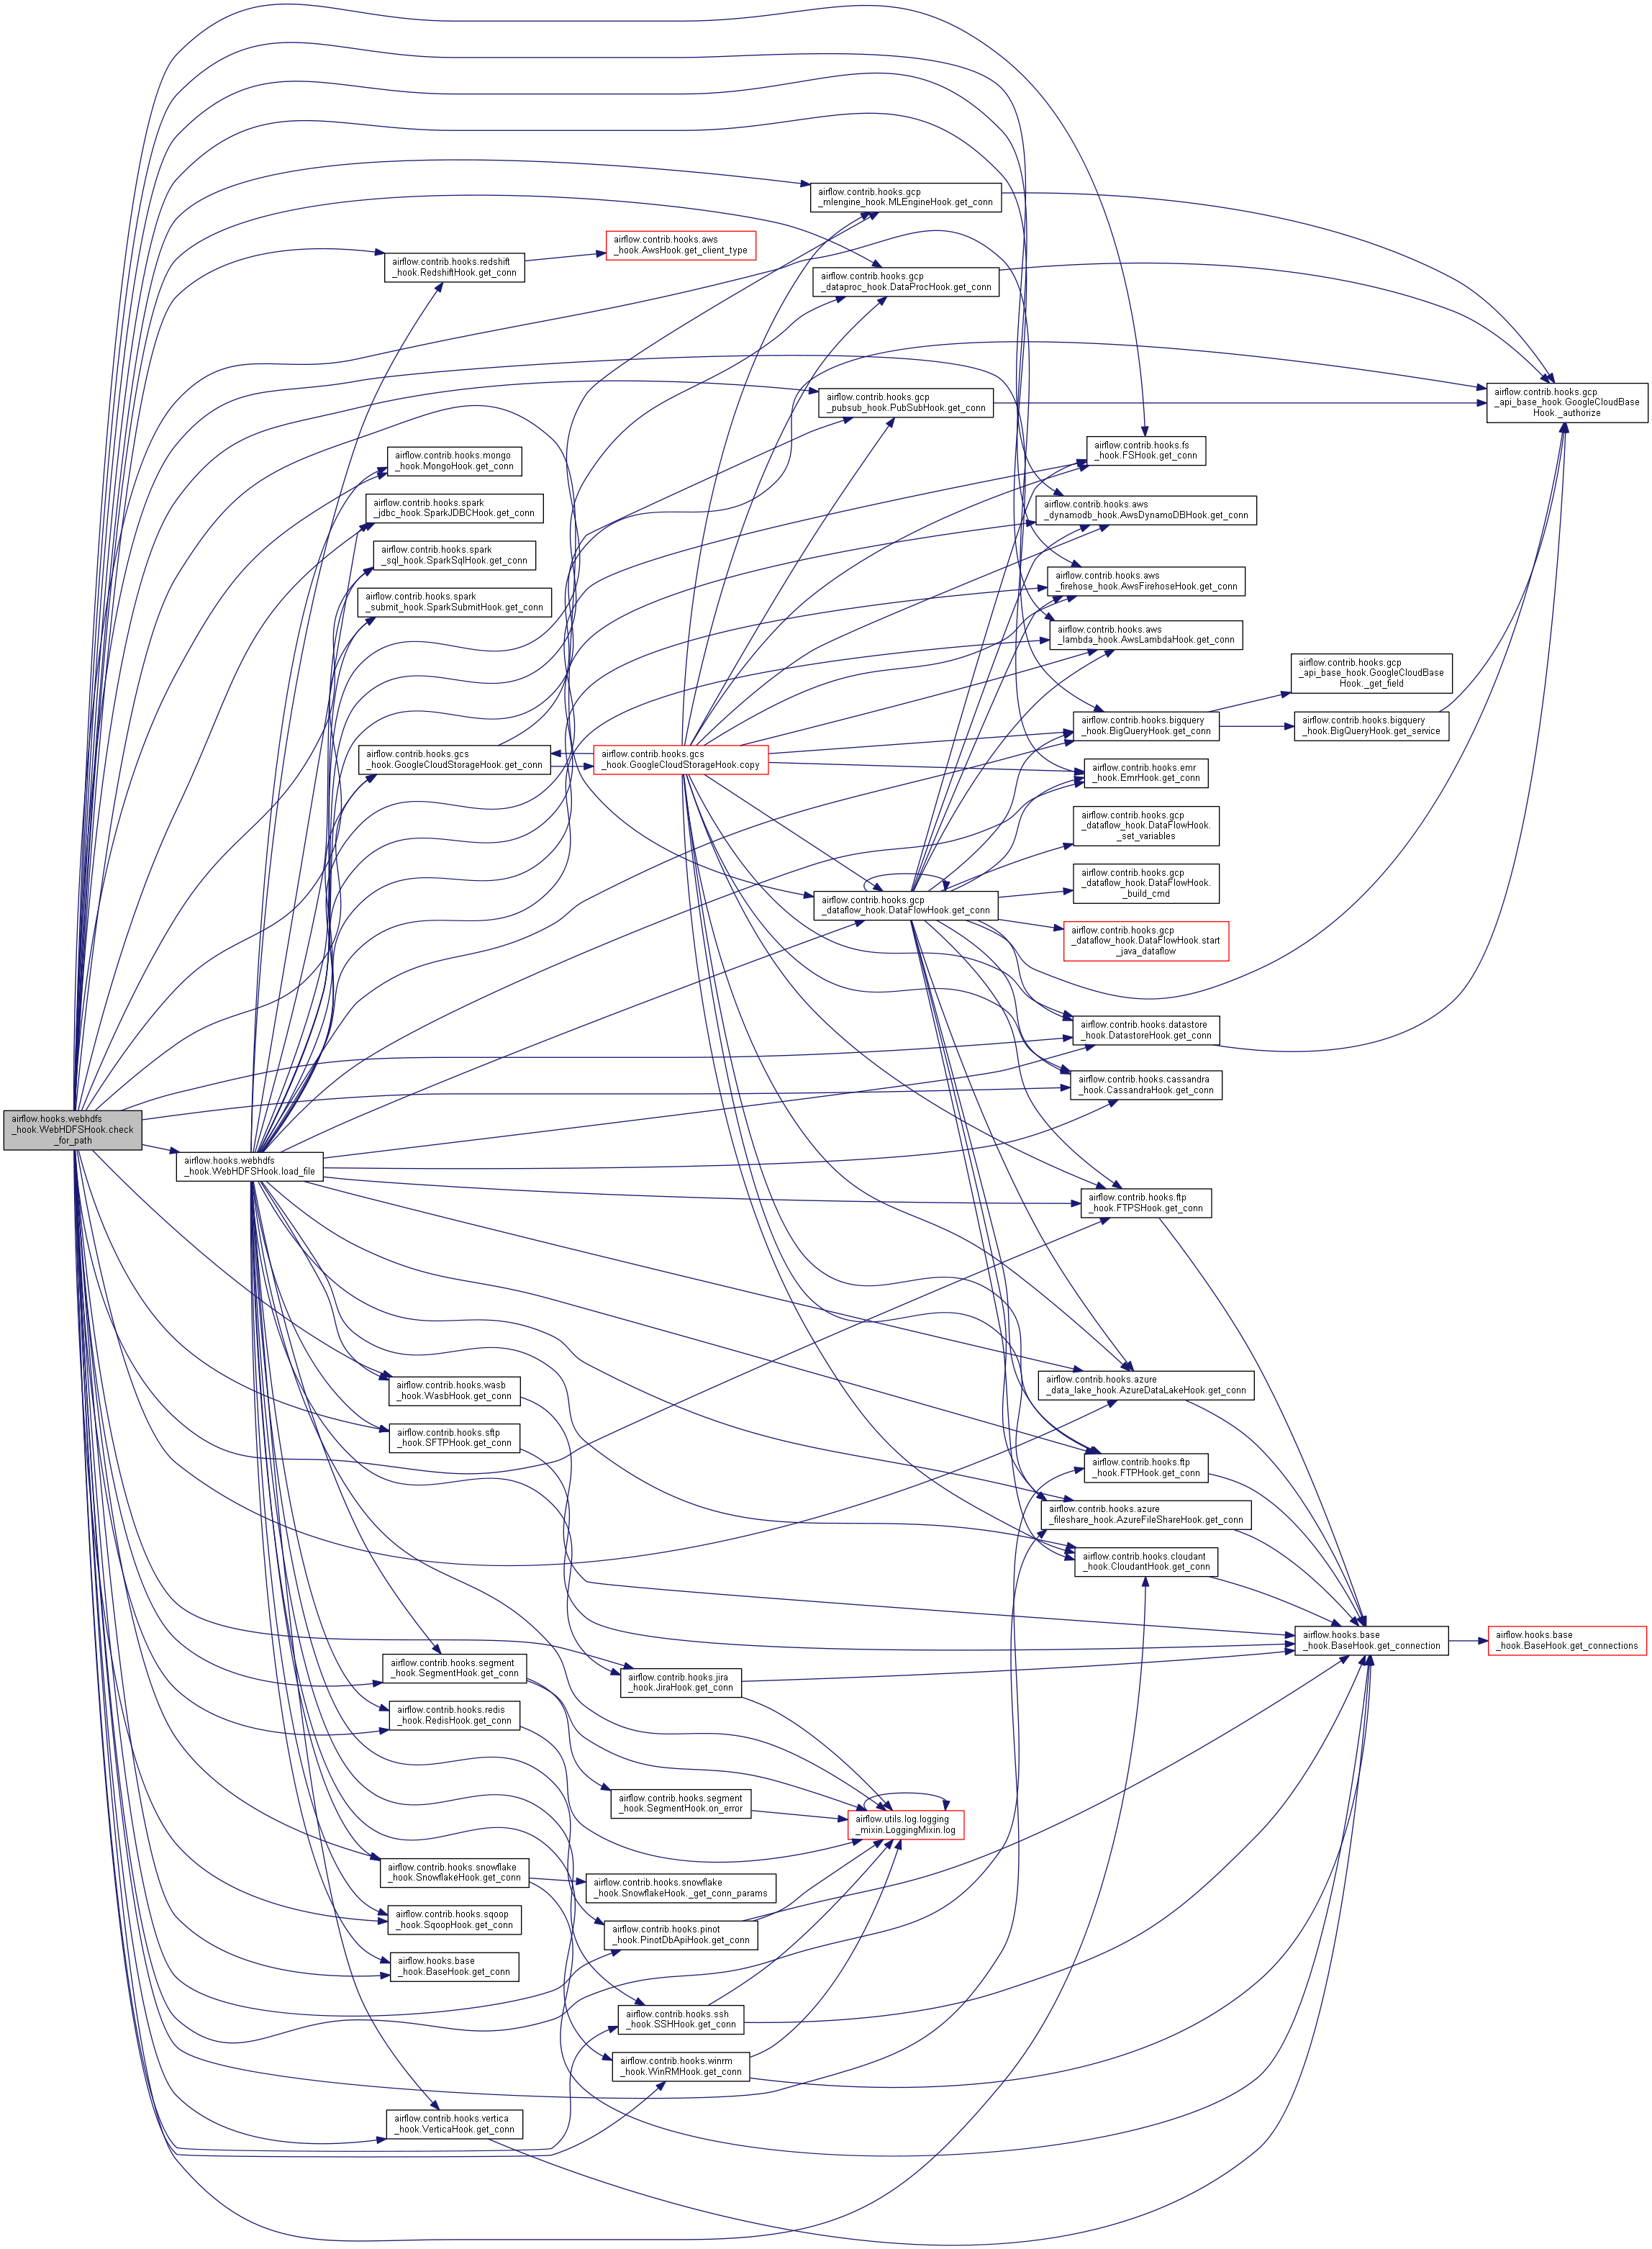 airflow.contrib.hooks.gcp
_mlengine_hook.MLEngineHook.get_conn
airflow.contrib.hooks.aws
_hook.AwsHook.get_client_type
airflow.contrib.hooks.redshift
_hook.RedshiftHook.get_conn
airflow.contrib.hooks.gcp
_dataproc_hook.DataProcHook.get_conn
airflow.contrib.hooks.gcp
_pubsub_hook.PubSubHook.get_conn
airflow.contrib.hooks.gcp
_api_base_hook.GoogleCloudBase
Hook._authorize
airflow.contrib.hooks.fs
_hook.FSHook.get_conn
airflow.contrib.hooks.mongo
_hook.MongoHook.get_conn
airflow.contrib.hooks.spark
_jdbc_hook.SparkJDBCHook.get_conn
airflow.contrib.hooks.aws
_dynamodb_hook.AwsDynamoDBHook.get_conn
airflow.contrib.hooks.spark
_sql_hook.SparkSqlHook.get_conn
airflow.contrib.hooks.aws
_firehose_hook.AwsFirehoseHook.get_conn
airflow.contrib.hooks.spark
_submit_hook.SparkSubmitHook.get_conn
airflow.contrib.hooks.aws
_lambda_hook.AwsLambdaHook.get_conn
airflow.contrib.hooks.gcp
_api_base_hook.GoogleCloudBase
Hook._get_field
airflow.contrib.hooks.bigquery
_hook.BigQueryHook.get_conn
airflow.contrib.hooks.bigquery
_hook.BigQueryHook.get_service
airflow.contrib.hooks.gcs
_hook.GoogleCloudStorageHook.get_conn
airflow.contrib.hooks.gcs
_hook.GoogleCloudStorageHook.copy
airflow.contrib.hooks.emr
_hook.EmrHook.get_conn
airflow.contrib.hooks.gcp
_dataflow_hook.DataFlowHook.
_set_variables
airflow.contrib.hooks.gcp
_dataflow_hook.DataFlowHook.
_build_cmd
airflow.contrib.hooks.gcp
_dataflow_hook.DataFlowHook.get_conn
airflow.contrib.hooks.gcp
_dataflow_hook.DataFlowHook.start
_java_dataflow
airflow.contrib.hooks.datastore
_hook.DatastoreHook.get_conn
airflow.contrib.hooks.cassandra
_hook.CassandraHook.get_conn
airflow.hooks.webhdfs
_hook.WebHDFSHook.check
_for_path
airflow.hooks.webhdfs
_hook.WebHDFSHook.load_file
airflow.contrib.hooks.ftp
_hook.FTPSHook.get_conn
airflow.contrib.hooks.wasb
_hook.WasbHook.get_conn
airflow.contrib.hooks.azure
_data_lake_hook.AzureDataLakeHook.get_conn
airflow.contrib.hooks.sftp
_hook.SFTPHook.get_conn
airflow.contrib.hooks.ftp
_hook.FTPHook.get_conn
airflow.contrib.hooks.azure
_fileshare_hook.AzureFileShareHook.get_conn
airflow.contrib.hooks.cloudant
_hook.CloudantHook.get_conn
airflow.hooks.base
_hook.BaseHook.get_connection
airflow.hooks.base
_hook.BaseHook.get_connections
airflow.contrib.hooks.segment
_hook.SegmentHook.get_conn
airflow.contrib.hooks.jira
_hook.JiraHook.get_conn
airflow.contrib.hooks.redis
_hook.RedisHook.get_conn
airflow.contrib.hooks.segment
_hook.SegmentHook.on_error
airflow.utils.log.logging
_mixin.LoggingMixin.log
airflow.contrib.hooks.snowflake
_hook.SnowflakeHook.get_conn
airflow.contrib.hooks.snowflake
_hook.SnowflakeHook._get_conn_params
airflow.contrib.hooks.sqoop
_hook.SqoopHook.get_conn
airflow.contrib.hooks.pinot
_hook.PinotDbApiHook.get_conn
airflow.hooks.base
_hook.BaseHook.get_conn
airflow.contrib.hooks.ssh
_hook.SSHHook.get_conn
airflow.contrib.hooks.winrm
_hook.WinRMHook.get_conn
airflow.contrib.hooks.vertica
_hook.VerticaHook.get_conn